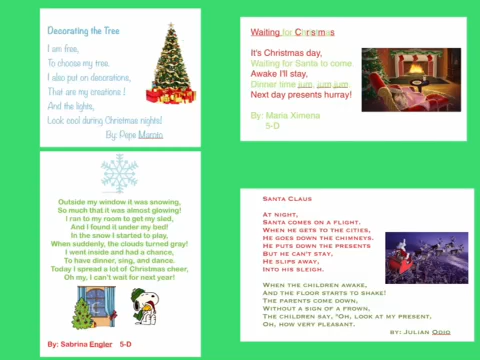 Decorating the Tree
I am free,
To choose my tree.
I also put on decorations,
That are my creations !.
And the lights,
Look cool during Christmas nights!
By: Pepe Maroto
Waiting for Christmas
It's Christmas day,
Waiting for Santa to come.
Awake I'll stay,
Dinner time jum, jum jum.
Next day presents hurray!
By: Maria Ximena
5-D
Outside my window it was snowing,
So much that it was almost glowing!
I ran to my room to get my sled,
And I found it under my bed!
In the snow I started to play,
When suddenly, the clouds turned gray!
I went inside and had a chance,
To have dinner, sing, and dance.
Today I spread a lot of Christmas cheer,
Oh my, I can't wait for next year!
By: Sabrina Engler 5-D
Santa Claus
At night,
Santa comes on a flight.
When he gets to the cities,
He goes down the chimneys.
He puts down the presents
But he can't stay,
He slips away,
Into his sleigh.
When the children awake,
And the floor starts to shake!
The parents come down,
Without a sign of a frown,
The children say, "Oh, look at my present,
Oh, how very pleasant.
By: Julian Odio